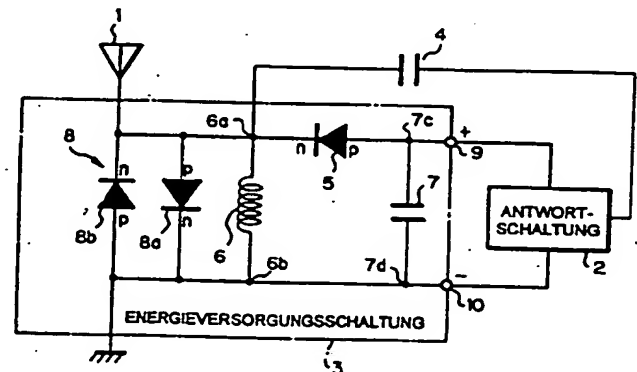 1
4
6a
7c
+
9
8
n
p
n
p
5
7
8b
p
8a
n
6
6b
7d
-
10
ANTWORT-
SCHALTUNG
2
ENERGIEVERSORGUNGSSCHALTUNG
3